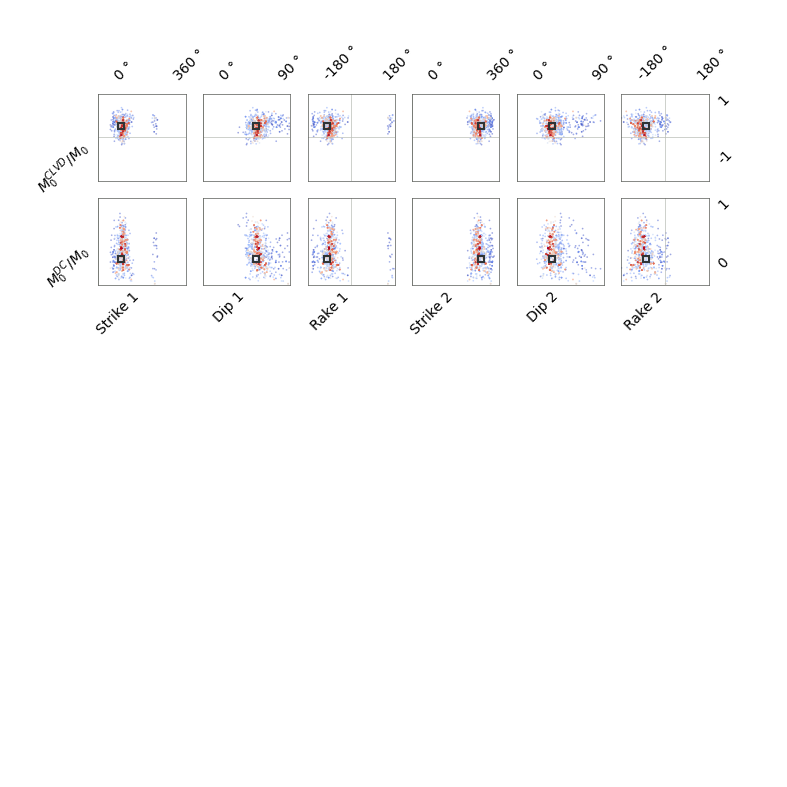 0° 360° 0° 90° -180° 180° 0° 360° 0° 90° -180° 180°
M₀ᶜᴸⱽᴰ/M₀ 1 -1
M₀ᴰᶜ/M₀ 1 0
Strike 1 Dip 1 Rake 1 Strike 2 Dip 2 Rake 2